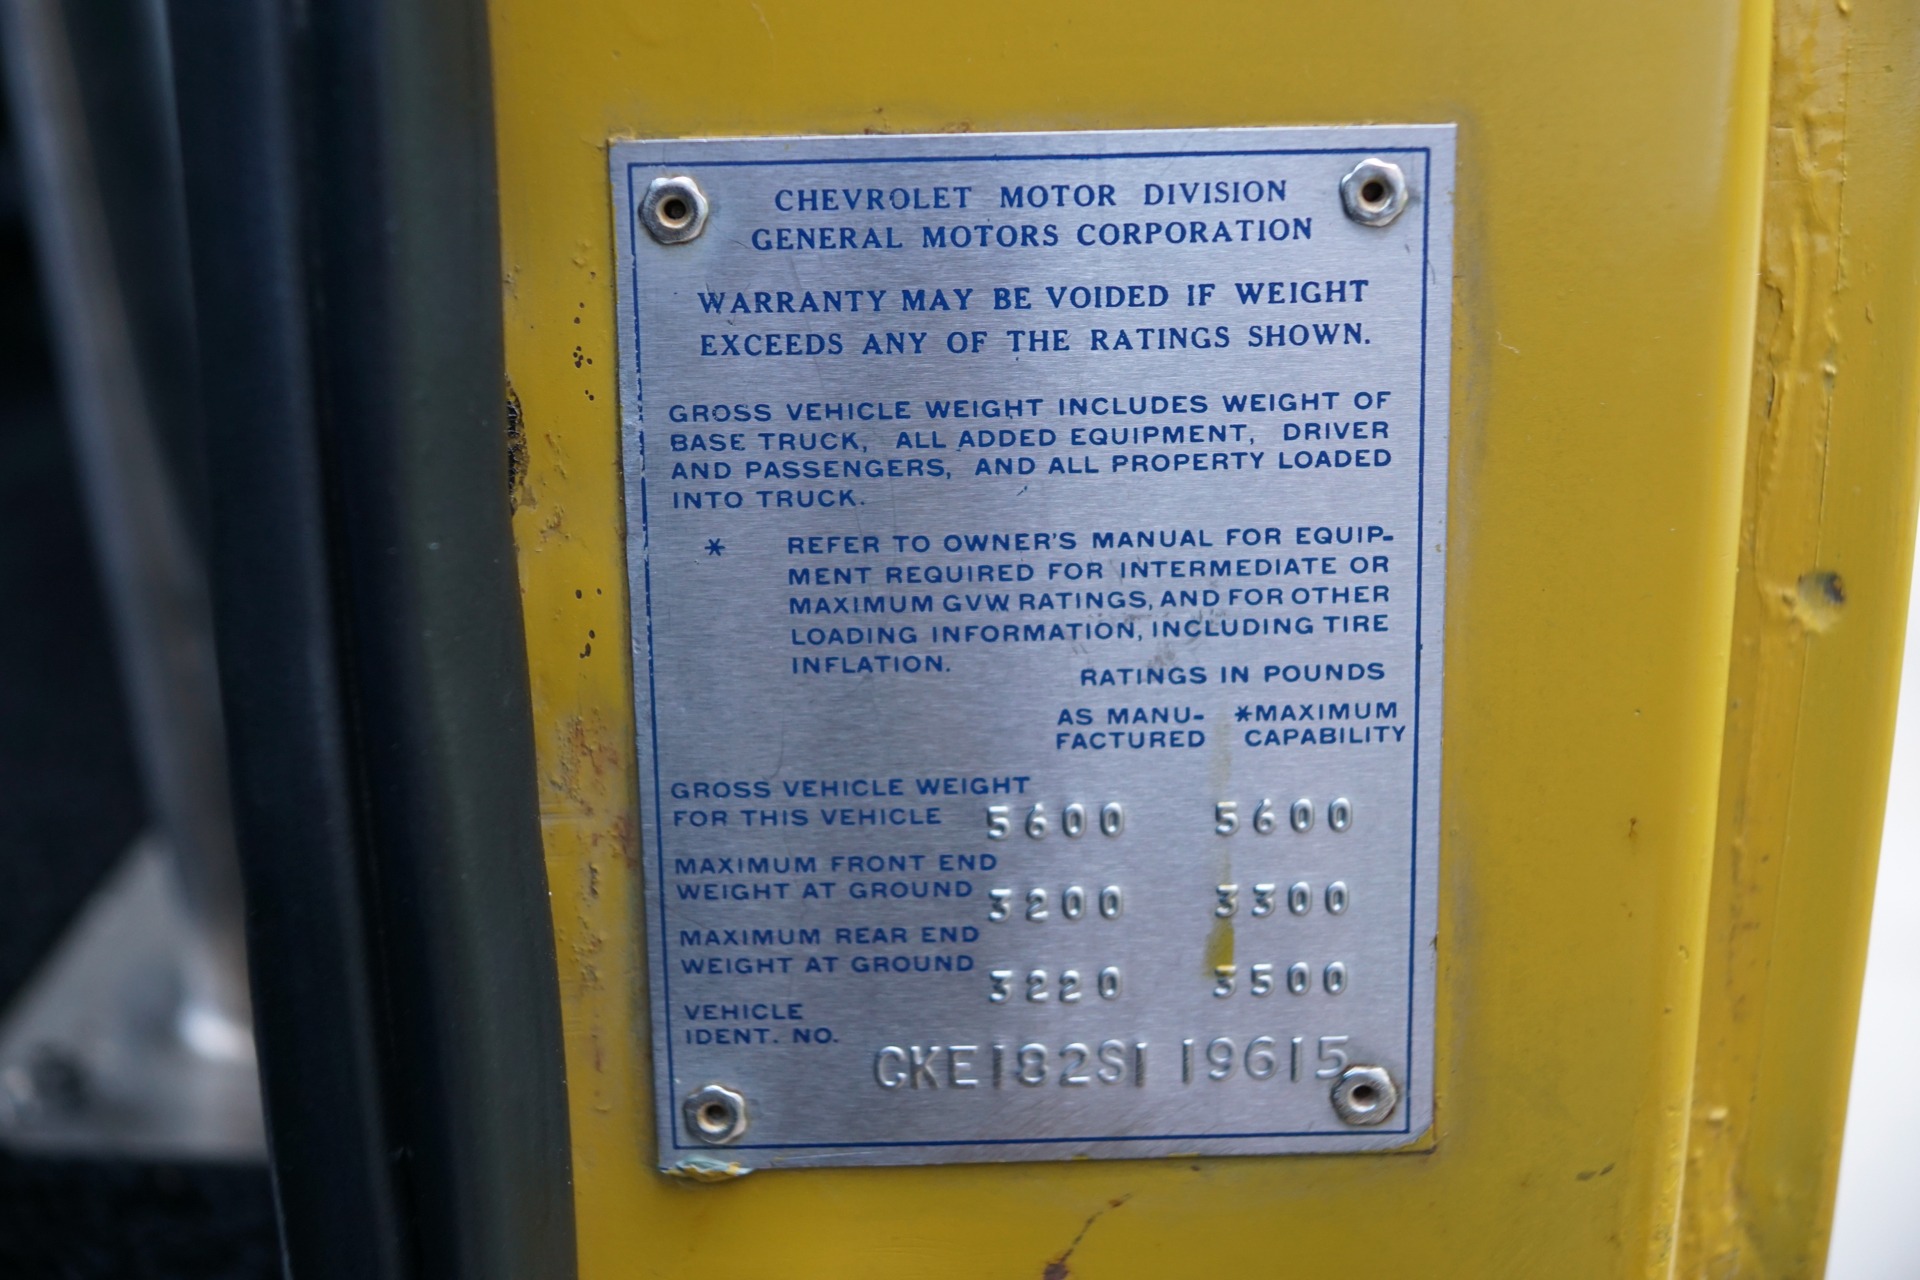 CHEVROLET MOTOR DIVISION
GENERAL MOTORS CORPORATION
WARRANTY MAY BE VOIDED IF WEIGHT
EXCEEDS ANY OF THE RATINGS SHOWN.
GROSS VEHICLE WEIGHT INCLUDES WEIGHT OF
BASE TRUCK, ALL ADDED EQUIPMENT, DRIVER
AND PASSENGERS, AND ALL PROPERTY LOADED
INTO TRUCK.
* REFER TO OWNER'S MANUAL FOR EQUIP-
MENT REQUIRED FOR INTERMEDIATE OR
MAXIMUM GVW RATINGS, AND FOR OTHER
LOADING INFORMATION, INCLUDING TIRE
INFLATION.
RATINGS IN POUNDS
AS MANU- *MAXIMUM
FACTURED CAPABILITY
GROSS VEHICLE WEIGHT
FOR THIS VEHICLE 5600 5600
MAXIMUM FRONT END
WEIGHT AT GROUND 3200 3300
MAXIMUM REAR END
WEIGHT AT GROUND 3220 3500
VEHICLE
IDENT. NO. CKE182S119615